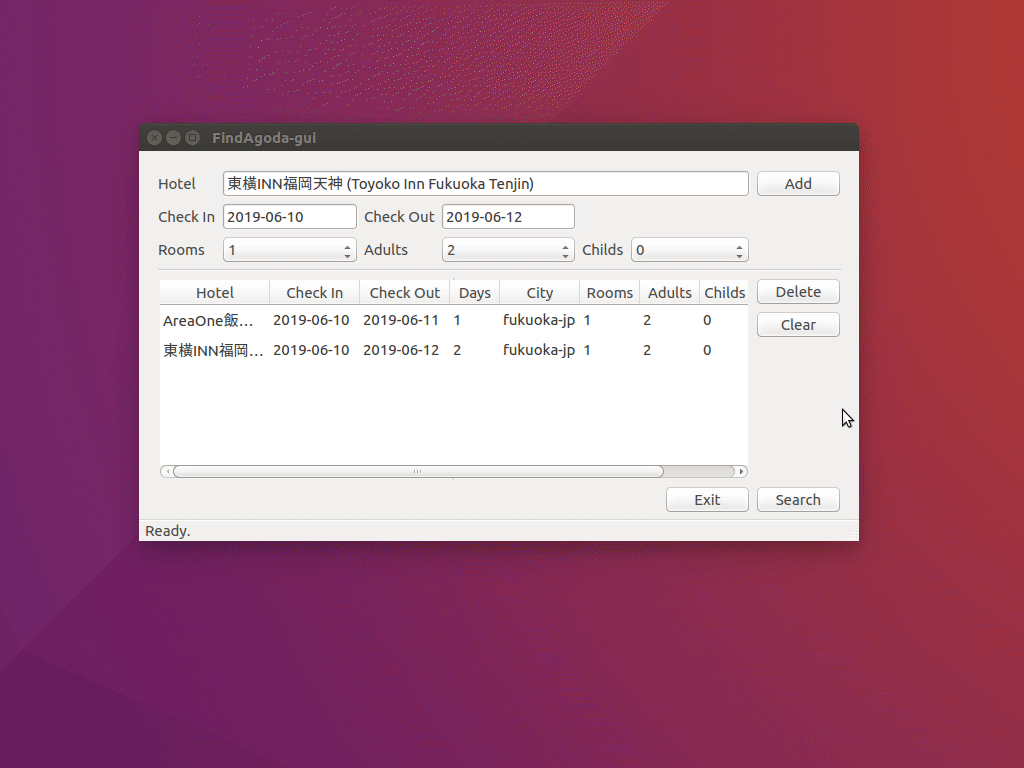 FindAgoda-gui
Hotel 東横INN福岡天神 (Toyoko Inn Fukuoka Tenjin) Add
Check In 2019-06-10 Check Out 2019-06-12
Rooms 1 Adults 2 Childs 0
Hotel Check In Check Out Days City Rooms Adults Childs Delete
AreaOne飯… 2019-06-10 2019-06-11 1 fukuoka-jp 1 2 0 Clear
東横INN福岡… 2019-06-10 2019-06-12 2 fukuoka-jp 1 2 0
Exit Search
Ready.